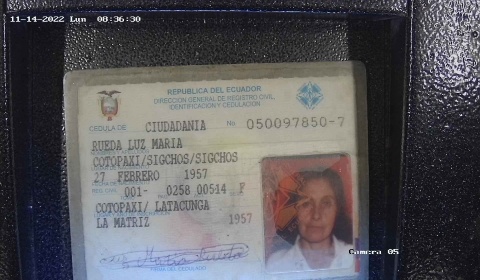 11-14-2022 Lun 08:36:30
REPUBLICA DEL ECUADOR
DIRECCION GENERAL DE REGISTRO CIVIL
IDENTIFICACION Y CEDULACION
CEDULA DE CIUDADANIA No 050097850-7
RUEDA LUZ MARIA
COTOPAXI/SIGCHOS/SIGCHOS
27 FEBRERO 1957
REG. CIVIL 001- 0258 00514 F
COTOPAXI/ LATACUNGA
LA MATRIZ 1957
FIRMA DEL CEDULADO
Camera 05